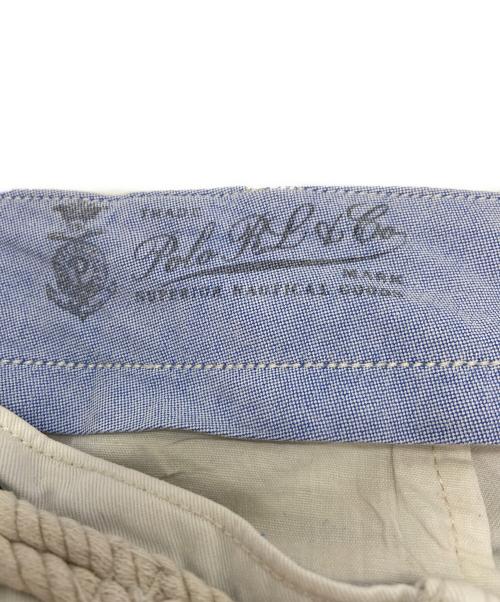 TRADE
Polo RL & Co.
MARK
SUPERIOR NAUTICAL GOODS